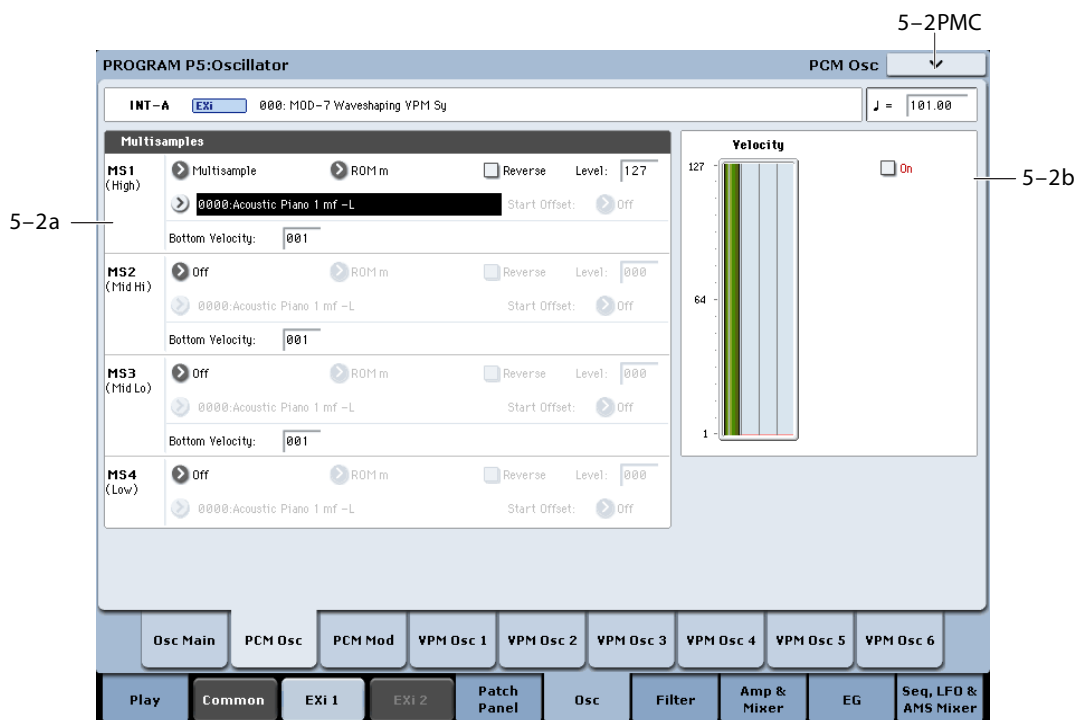 5-2PMC
PROGRAM P5:Oscillator PCM Osc
INT-A EXi 000: MOD-7 Waveshaping VPM Sy ♩ = 101.00
Multisamples
MS1 Multisample ROM m Reverse Level: 127
(High)
0000:Acoustic Piano 1 mf -L Start Offset: Off
Bottom Velocity: 001
MS2 Off ROM m Reverse Level: 000
(Mid Hi)
0000:Acoustic Piano 1 mf -L Start Offset: Off
Bottom Velocity: 001
MS3 Off ROM m Reverse Level: 000
(Mid Lo)
0000:Acoustic Piano 1 mf -L Start Offset: Off
Bottom Velocity: 001
MS4 Off ROM m Reverse Level: 000
(Low)
0000:Acoustic Piano 1 mf -L Start Offset: Off
Velocity
127
64
1
On
5-2a
5-2b
Osc Main PCM Osc PCM Mod VPM Osc 1 VPM Osc 2 VPM Osc 3 VPM Osc 4 VPM Osc 5 VPM Osc 6
Play Common EXi 1 EXi 2 Patch Panel Osc Filter Amp & Mixer EG Seq, LFO & AMS Mixer